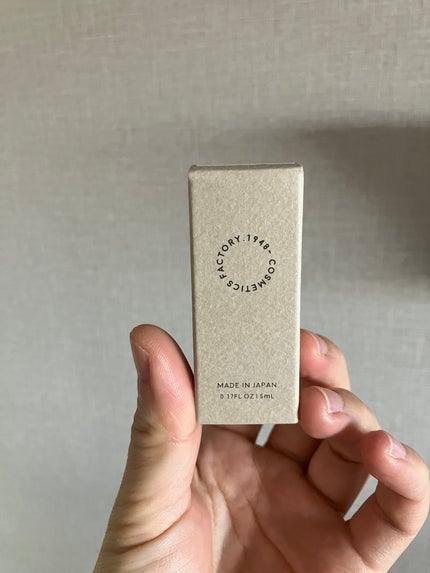 COSMETICS FACTORY.1948-
MADE IN JAPAN
0.17FL OZ | 5mL